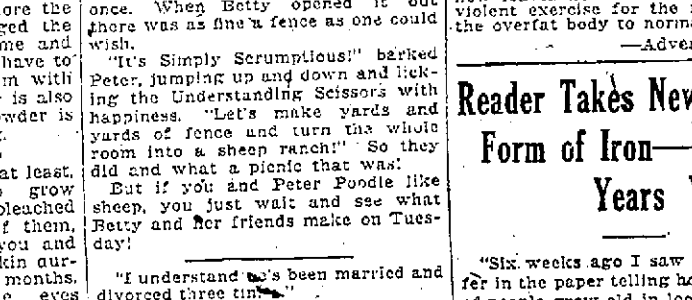 ore the
ged the
me and
have to
m with
is also
wder is
at least,
grow
bleached
f them,
you and
kin our-
months,
e eyes
once. When Betty opened it out
there was as fine a fence as one could
wish.
"It's Simply Scrumptious!" barked
Peter, jumping up and down and lick-
ing the Understanding Scissors with
happiness. "Let's make yards and
yards of fence and turn the whole
room into a sheep ranch!" So they
did and what a picnic that was!
But if you and Peter Poodle like
sheep, you just wait and see what
Betty and her friends make on Tues-
day!
"I understand he's been married and
divorced three
violent exercise for the
the overfat body to norm
—Adve
Reader Takes New
Form of Iron—
Years
"Six weeks ago I saw
fer in the paper telling h